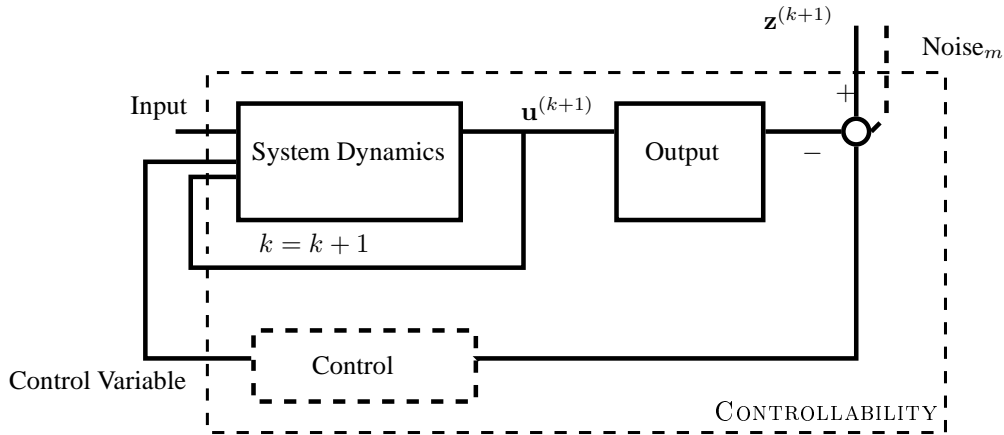 z^{(k+1)}
Noise_m
Input
+
u^{(k+1)}
System Dynamics
Output
−
k = k + 1
Control
Control Variable
CONTROLLABILITY